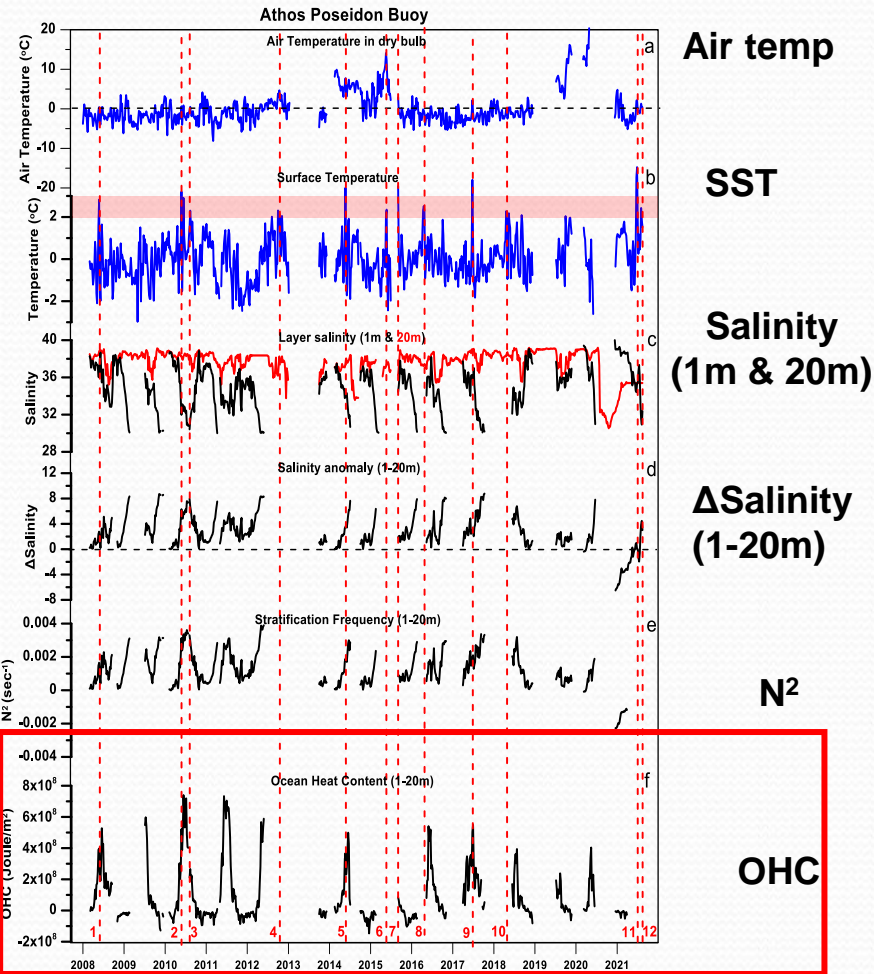 Athos Poseidon Buoy
Air Temperature in dry bulb
a
Air Temperature (°C)
20
10
0
-10
-20
Air temp
Surface Temperature
b
Temperature (°C)
2
0
-2
SST
Layer salinity (1m & 20m)
c
Salinity
40
36
32
28
Salinity
(1m & 20m)
Salinity anomaly (1-20m)
d
ΔSalinity
12
8
4
0
-4
-8
ΔSalinity
(1-20m)
Stratification Frequency (1-20m)
e
N² (sec⁻¹)
0.004
0.002
0
-0.002
-0.004
N²
Ocean Heat Content (1-20m)
f
OHC (Joule/m²)
8x10⁸
6x10⁸
4x10⁸
2x10⁸
0
-2x10⁸
OHC
1 2 3 4 5 6 7 8 9 10 11 12
2008 2009 2010 2011 2012 2013 2014 2015 2016 2017 2018 2019 2020 2021